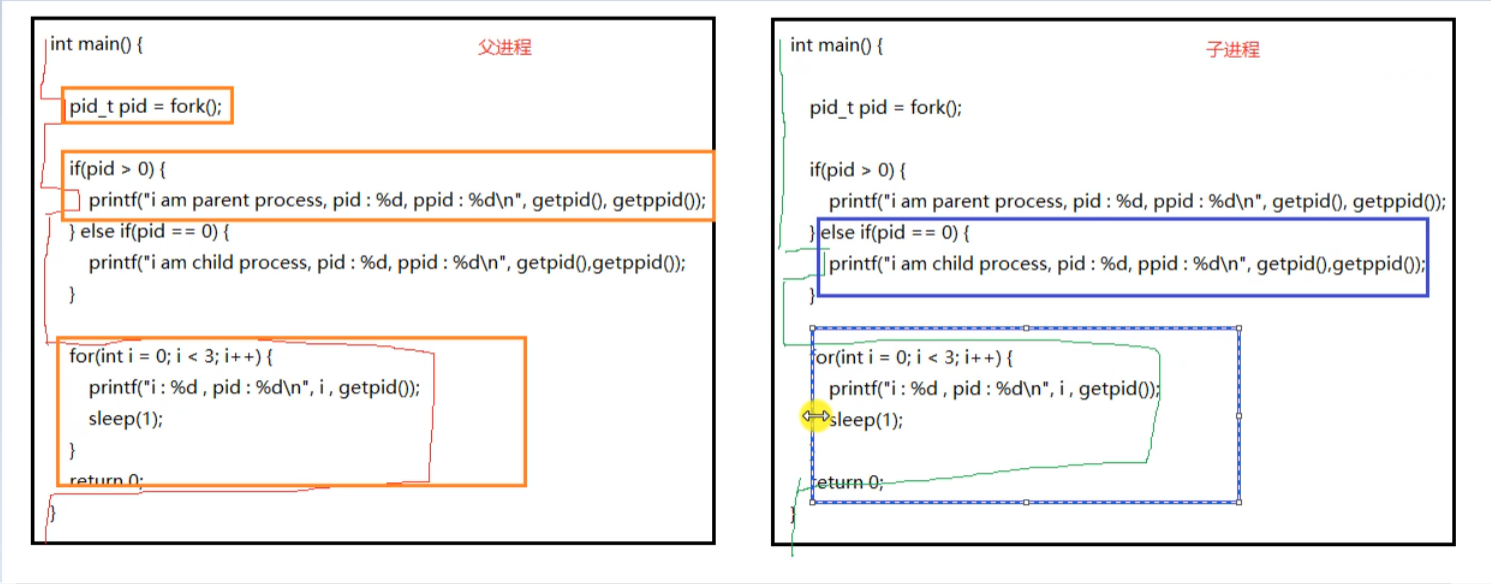 int main() {
父进程
pid_t pid = fork();
if(pid > 0) {
printf("i am parent process, pid : %d, ppid : %d\n", getpid(), getppid());
} else if(pid == 0) {
printf("i am child process, pid : %d, ppid : %d\n", getpid(),getppid());
}
for(int i = 0; i < 3; i++) {
printf("i : %d , pid : %d\n", i , getpid());
sleep(1);
}
return 0;
}
int main() {
子进程
pid_t pid = fork();
if(pid > 0) {
printf("i am parent process, pid : %d, ppid : %d\n", getpid(), getppid());
} else if(pid == 0) {
printf("i am child process, pid : %d, ppid : %d\n", getpid(),getppid());
}
for(int i = 0; i < 3; i++) {
printf("i : %d , pid : %d\n", i , getpid());
sleep(1);
return 0;
}